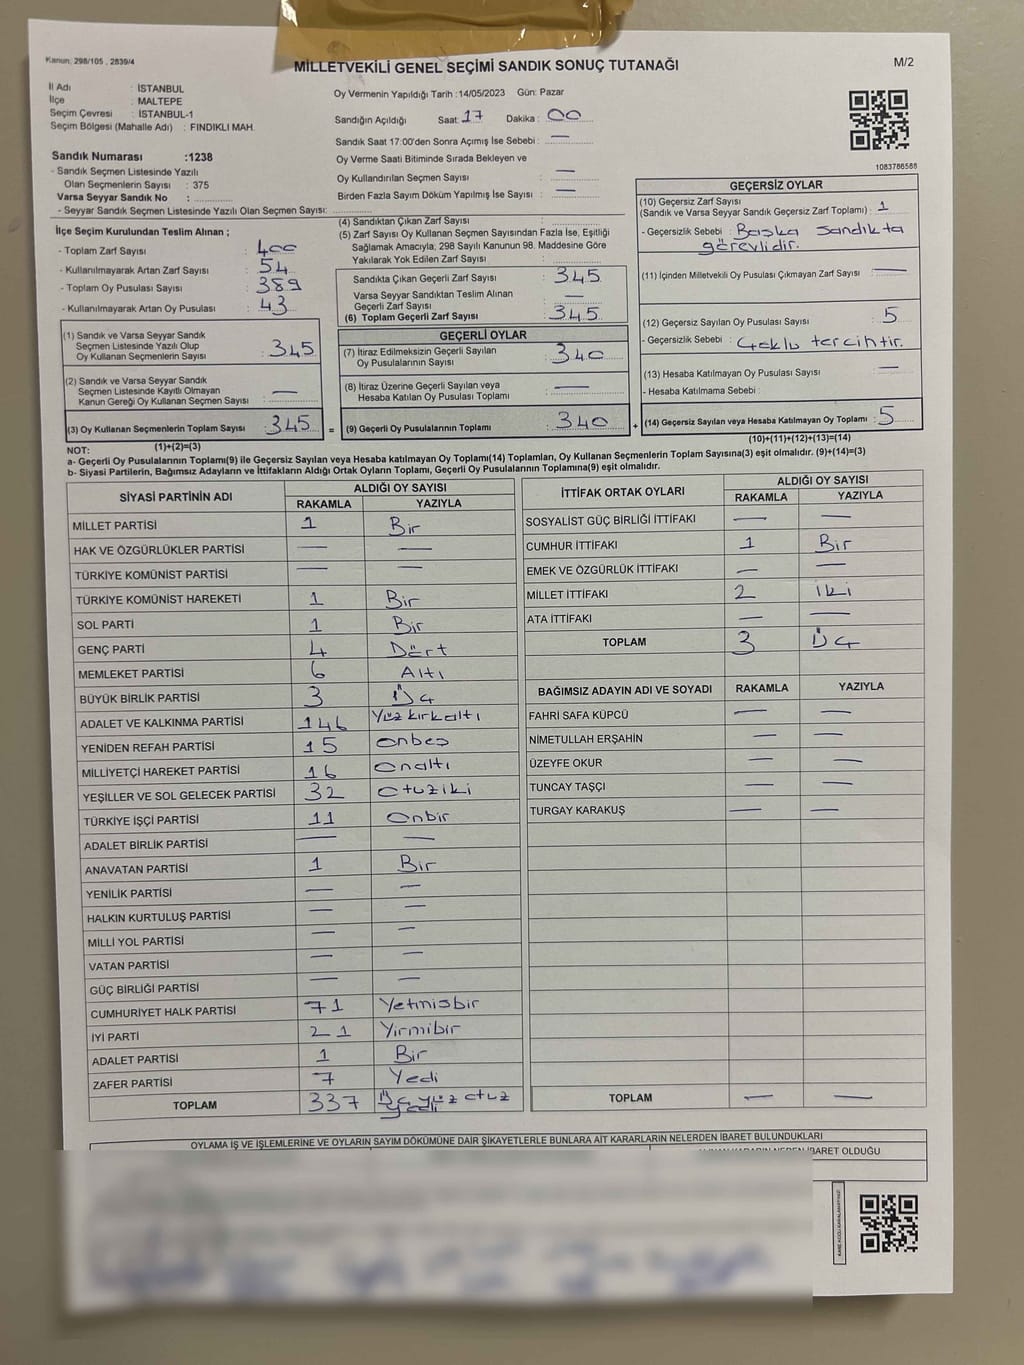 Kanun: 298/105 , 2839/4
MİLLETVEKİLİ GENEL SEÇİMİ SANDIK SONUÇ TUTANAĞI
M/2
İl Adı : İSTANBUL
İlçe : MALTEPE
Seçim Çevresi : İSTANBUL-1
Seçim Bölgesi (Mahalle Adı) : FINDIKLI MAH.
Oy Vermenin Yapıldığı Tarih :14/05/2023 Gün: Pazar
Sandığın Açıldığı Saat: 17 Dakika : 00
Sandık Saat 17:00'den Sonra Açımış İse Sebebi : —
Oy Verme Saati Bitiminde Sırada Bekleyen ve
Oy Kullandırılan Seçmen Sayısı : —
Birden Fazla Sayım Döküm Yapılmış İse Sayısı : —
1083786588
Sandık Numarası :1238
- Sandık Seçmen Listesinde Yazılı
Olan Seçmenlerin Sayısı : 375
Varsa Seyyar Sandık No :
- Seyyar Sandık Seçmen Listesinde Yazılı Olan Seçmen Sayısı:
İlçe Seçim Kurulundan Teslim Alınan ;
- Toplam Zarf Sayısı : 400
- Kullanılmayarak Artan Zarf Sayısı : 54
- Toplam Oy Pusulası Sayısı : 389
- Kullanılmayarak Artan Oy Pusulası : 43
(1) Sandık ve Varsa Seyyar Sandık
Seçmen Listesinde Yazılı Olup
Oy Kullanan Seçmenlerin Sayısı : 345
(2) Sandık ve Varsa Seyyar Sandık
Seçmen Listesinde Kayıtlı Olmayan
Kanun Gereği Oy Kullanan Seçmen Sayısı : —
(3) Oy Kullanan Seçmenlerin Toplam Sayısı : 345
(1)+(2)=(3)
(4) Sandıktan Çıkan Zarf Sayısı :
(5) Zarf Sayısı Oy Kullanan Seçmen Sayısından Fazla İse, Eşitliği
Sağlamak Amacıyla; 298 Sayılı Kanunun 98. Maddesine Göre
Yakılarak Yok Edilen Zarf Sayısı :
Sandıkta Çıkan Geçerli Zarf Sayısı : 345
Varsa Seyyar Sandıktan Teslim Alınan
Geçerli Zarf Sayısı : —
(6) Toplam Geçerli Zarf Sayısı : 345
GEÇERLİ OYLAR
(7) İtiraz Edilmeksizin Geçerli Sayılan
Oy Pusulalarının Sayısı : 340
(8) İtiraz Üzerine Geçerli Sayılan veya
Hesaba Katılan Oy Pusulası Toplamı : —
= (9) Geçerli Oy Pusulalarının Toplamı : 340 +
GEÇERSİZ OYLAR
(10) Geçersiz Zarf Sayısı
(Sandık ve Varsa Seyyar Sandık Geçersiz Zarf Toplamı) : 1
- Geçersizlik Sebebi : Başka sandıkta
görevlidir.
(11) İçinden Milletvekili Oy Pusulası Çıkmayan Zarf Sayısı : —
(12) Geçersiz Sayılan Oy Pusulası Sayısı : 5
- Geçersizlik Sebebi : Çoklu tercihtir.
(13) Hesaba Katılmayan Oy Pusulası Sayısı : —
- Hesaba Katılmama Sebebi :
(14) Geçersiz Sayılan veya Hesaba Katılmayan Oy Toplamı : 5
(10)+(11)+(12)+(13)=(14)
NOT:
a- Geçerli Oy Pusulalarının Toplamı(9) ile Geçersiz Sayılan veya Hesaba katılmayan Oy Toplamı(14) Toplamları, Oy Kullanan Seçmenlerin Toplam Sayısına(3) eşit olmalıdır. (9)+(14)=(3)
b- Siyasi Partilerin, Bağımsız Adayların ve İttifakların Aldığı Ortak Oyların Toplamı, Geçerli Oy Pusulalarının Toplamına(9) eşit olmalıdır.
SİYASİ PARTİNİN ADI ALDIĞI OY SAYISI
RAKAMLA YAZIYLA
MİLLET PARTİSİ 1 Bir
HAK VE ÖZGÜRLÜKLER PARTİSİ — —
TÜRKİYE KOMÜNİST PARTİSİ — —
TÜRKİYE KOMÜNİST HAREKETİ 1 Bir
SOL PARTİ 1 Bir
GENÇ PARTİ 4 Dört
MEMLEKET PARTİSİ 6 Altı
BÜYÜK BİRLİK PARTİSİ 3 Üç
ADALET VE KALKINMA PARTİSİ 146 Yüzkırkaltı
YENİDEN REFAH PARTİSİ 15 Onbeş
MİLLİYETÇİ HAREKET PARTİSİ 16 Onaltı
YEŞİLLER VE SOL GELECEK PARTİSİ 32 Otuziki
TÜRKİYE İŞÇİ PARTİSİ 11 Onbir
ADALET BİRLİK PARTİSİ — —
ANAVATAN PARTİSİ 1 Bir
YENİLİK PARTİSİ — —
HALKIN KURTULUŞ PARTİSİ — —
MİLLİ YOL PARTİSİ — —
VATAN PARTİSİ — —
GÜÇ BİRLİĞİ PARTİSİ — —
CUMHURİYET HALK PARTİSİ 71 Yetmişbir
İYİ PARTİ 21 Yirmibir
ADALET PARTİSİ 1 Bir
ZAFER PARTİSİ 7 Yedi
TOPLAM 337 Üçyüz otuz
yedi
İTTİFAK ORTAK OYLARI ALDIĞI OY SAYISI
RAKAMLA YAZIYLA
SOSYALİST GÜÇ BİRLİĞİ İTTİFAKI — —
CUMHUR İTTİFAKI 1 Bir
EMEK VE ÖZGÜRLÜK İTTİFAKI — —
MİLLET İTTİFAKI 2 İki
ATA İTTİFAKI — —
TOPLAM 3 Üç
BAĞIMSIZ ADAYIN ADI VE SOYADI RAKAMLA YAZIYLA
FAHRİ SAFA KÜPCÜ — —
NİMETULLAH ERŞAHİN — —
ÜZEYFE OKUR — —
TUNCAY TAŞÇI — —
TURGAY KARAKUŞ — —
TOPLAM — —
OYLAMA İŞ VE İŞLEMLERİNE VE OYLARIN SAYIM DÖKÜMÜNE DAİR ŞİKAYETLERLE BUNLARA AİT KARARLARIN NELERDEN İBARET BULUNDUKLARI
İBARET OLDUĞU